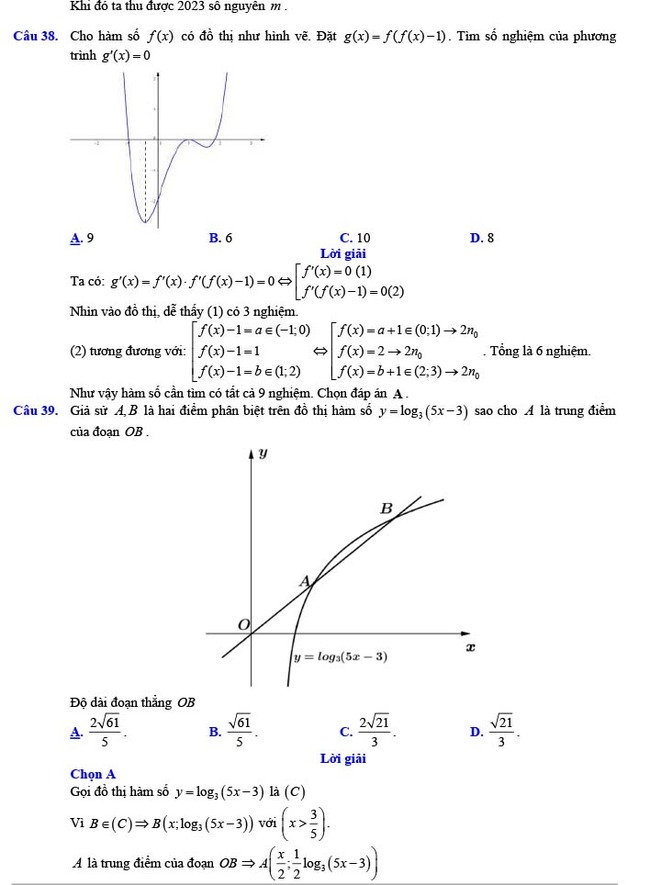 Khi đó ta thu được 2023 số nguyên m .
Câu 38. Cho hàm số f(x) có đồ thị như hình vẽ. Đặt g(x) = f(f(x)−1). Tìm số nghiệm của phương
trình g'(x) = 0
A. 9 B. 6 C. 10 D. 8
Lời giải
Ta có: g'(x) = f'(x)·f'(f(x)−1) = 0 ⇔ [ f'(x) = 0 (1)
f'(f(x)−1) = 0(2)
Nhìn vào đồ thị, dễ thấy (1) có 3 nghiệm.
(2) tương đương với: [ f(x)−1 = a ∈ (−1;0) ⇔ [ f(x) = a+1 ∈ (0;1) → 2n₀
f(x)−1 = 1 f(x) = 2 → 2n₀ . Tổng là 6 nghiệm.
f(x)−1 = b ∈ (1;2) f(x) = b+1 ∈ (2;3) → 2n₀
Như vậy hàm số cần tìm có tất cả 9 nghiệm. Chọn đáp án A .
Câu 39. Giả sử A, B là hai điểm phân biệt trên đồ thị hàm số y = log₃(5x−3) sao cho A là trung điểm
của đoạn OB .
y
B
A
O
x
y = log₃(5x − 3)
Độ dài đoạn thẳng OB
A. 2√61/5 . B. √61/5 . C. 2√21/3 . D. √21/3 .
Lời giải
Chọn A
Gọi đồ thị hàm số y = log₃(5x−3) là (C)
Vì B ∈ (C) ⇒ B(x; log₃(5x−3)) với (x > 3/5).
A là trung điểm của đoạn OB ⇒ A(x/2; 1/2 log₃(5x−3))